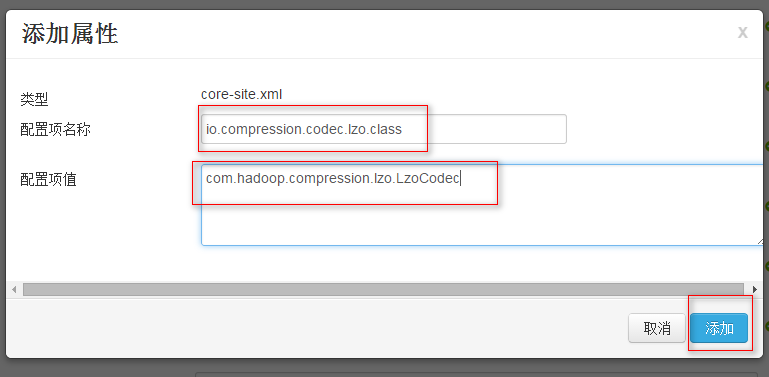 添加属性
x
类型
core-site.xml
配置项名称
io.compression.codec.lzo.class
配置项值
com.hadoop.compression.lzo.LzoCodec
取消
添加